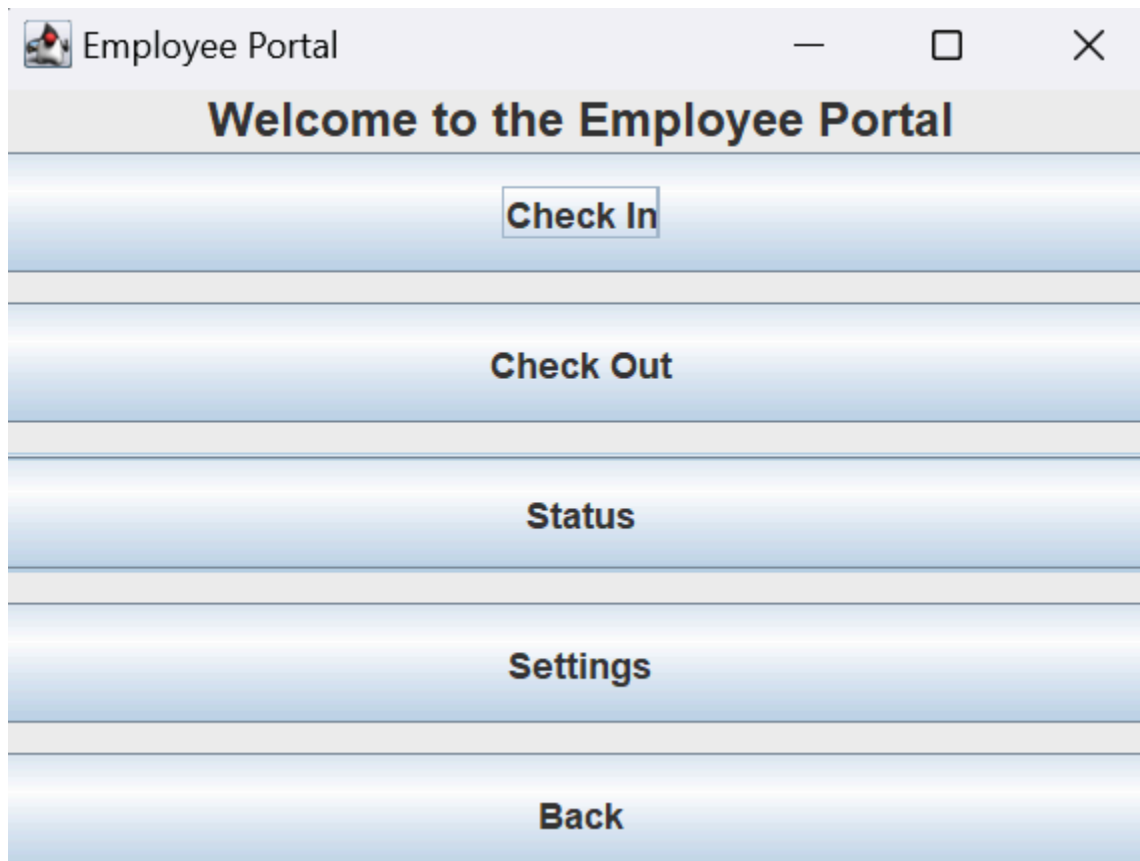 Employee Portal
Welcome to the Employee Portal
Check In
Check Out
Status
Settings
Back